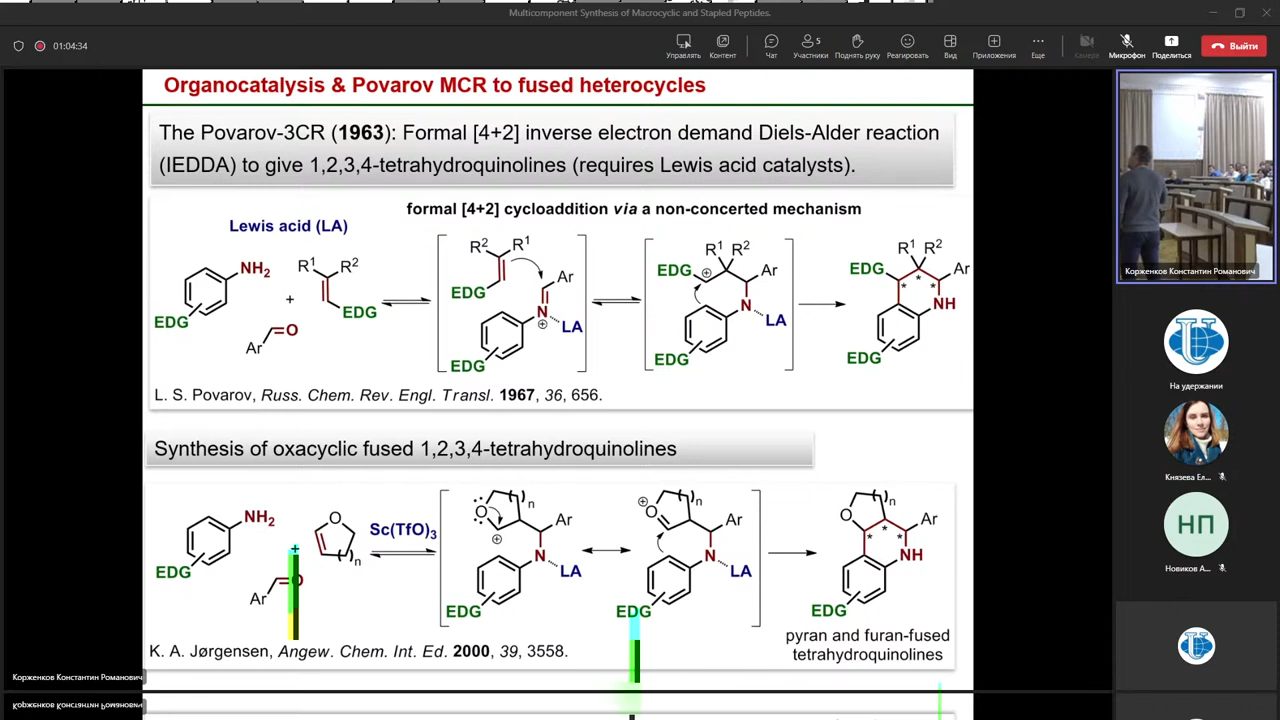 Multicomponent Synthesis of Macrocyclic and Stapled Peptides.
01:04:34
Управлять
Контент
Чат
5
Участники
Поднять руку
Реагировать
Вид
Приложения
Еще
Камера
Микрофон
Поделиться
Выйти
Organocatalysis & Povarov MCR to fused heterocycles
The Povarov-3CR (1963): Formal [4+2] inverse electron demand Diels-Alder reaction
(IEDDA) to give 1,2,3,4-tetrahydroquinolines (requires Lewis acid catalysts).
formal [4+2] cycloaddition via a non-concerted mechanism
Lewis acid (LA)
NH2 R1 R2 EDG + EDG Ar O
R2 R1 EDG Ar N LA EDG
R1 R2 EDG Ar N LA EDG
R1 R2 EDG Ar * * * NH EDG
L. S. Povarov, Russ. Chem. Rev. Engl. Transl. 1967, 36, 656.
Synthesis of oxacyclic fused 1,2,3,4-tetrahydroquinolines
NH2 EDG + O n Ar O
Sc(TfO)3
O n Ar N LA EDG
O n Ar N LA EDG
O n Ar * * * NH EDG
pyran and furan-fused
tetrahydroquinolines
K. A. Jørgensen, Angew. Chem. Int. Ed. 2000, 39, 3558.
Корженков Константин Романович
Корженков Константин Романович
Корженков Константин Романович
На удержании
Князева Ел...
НП
Новиков А...